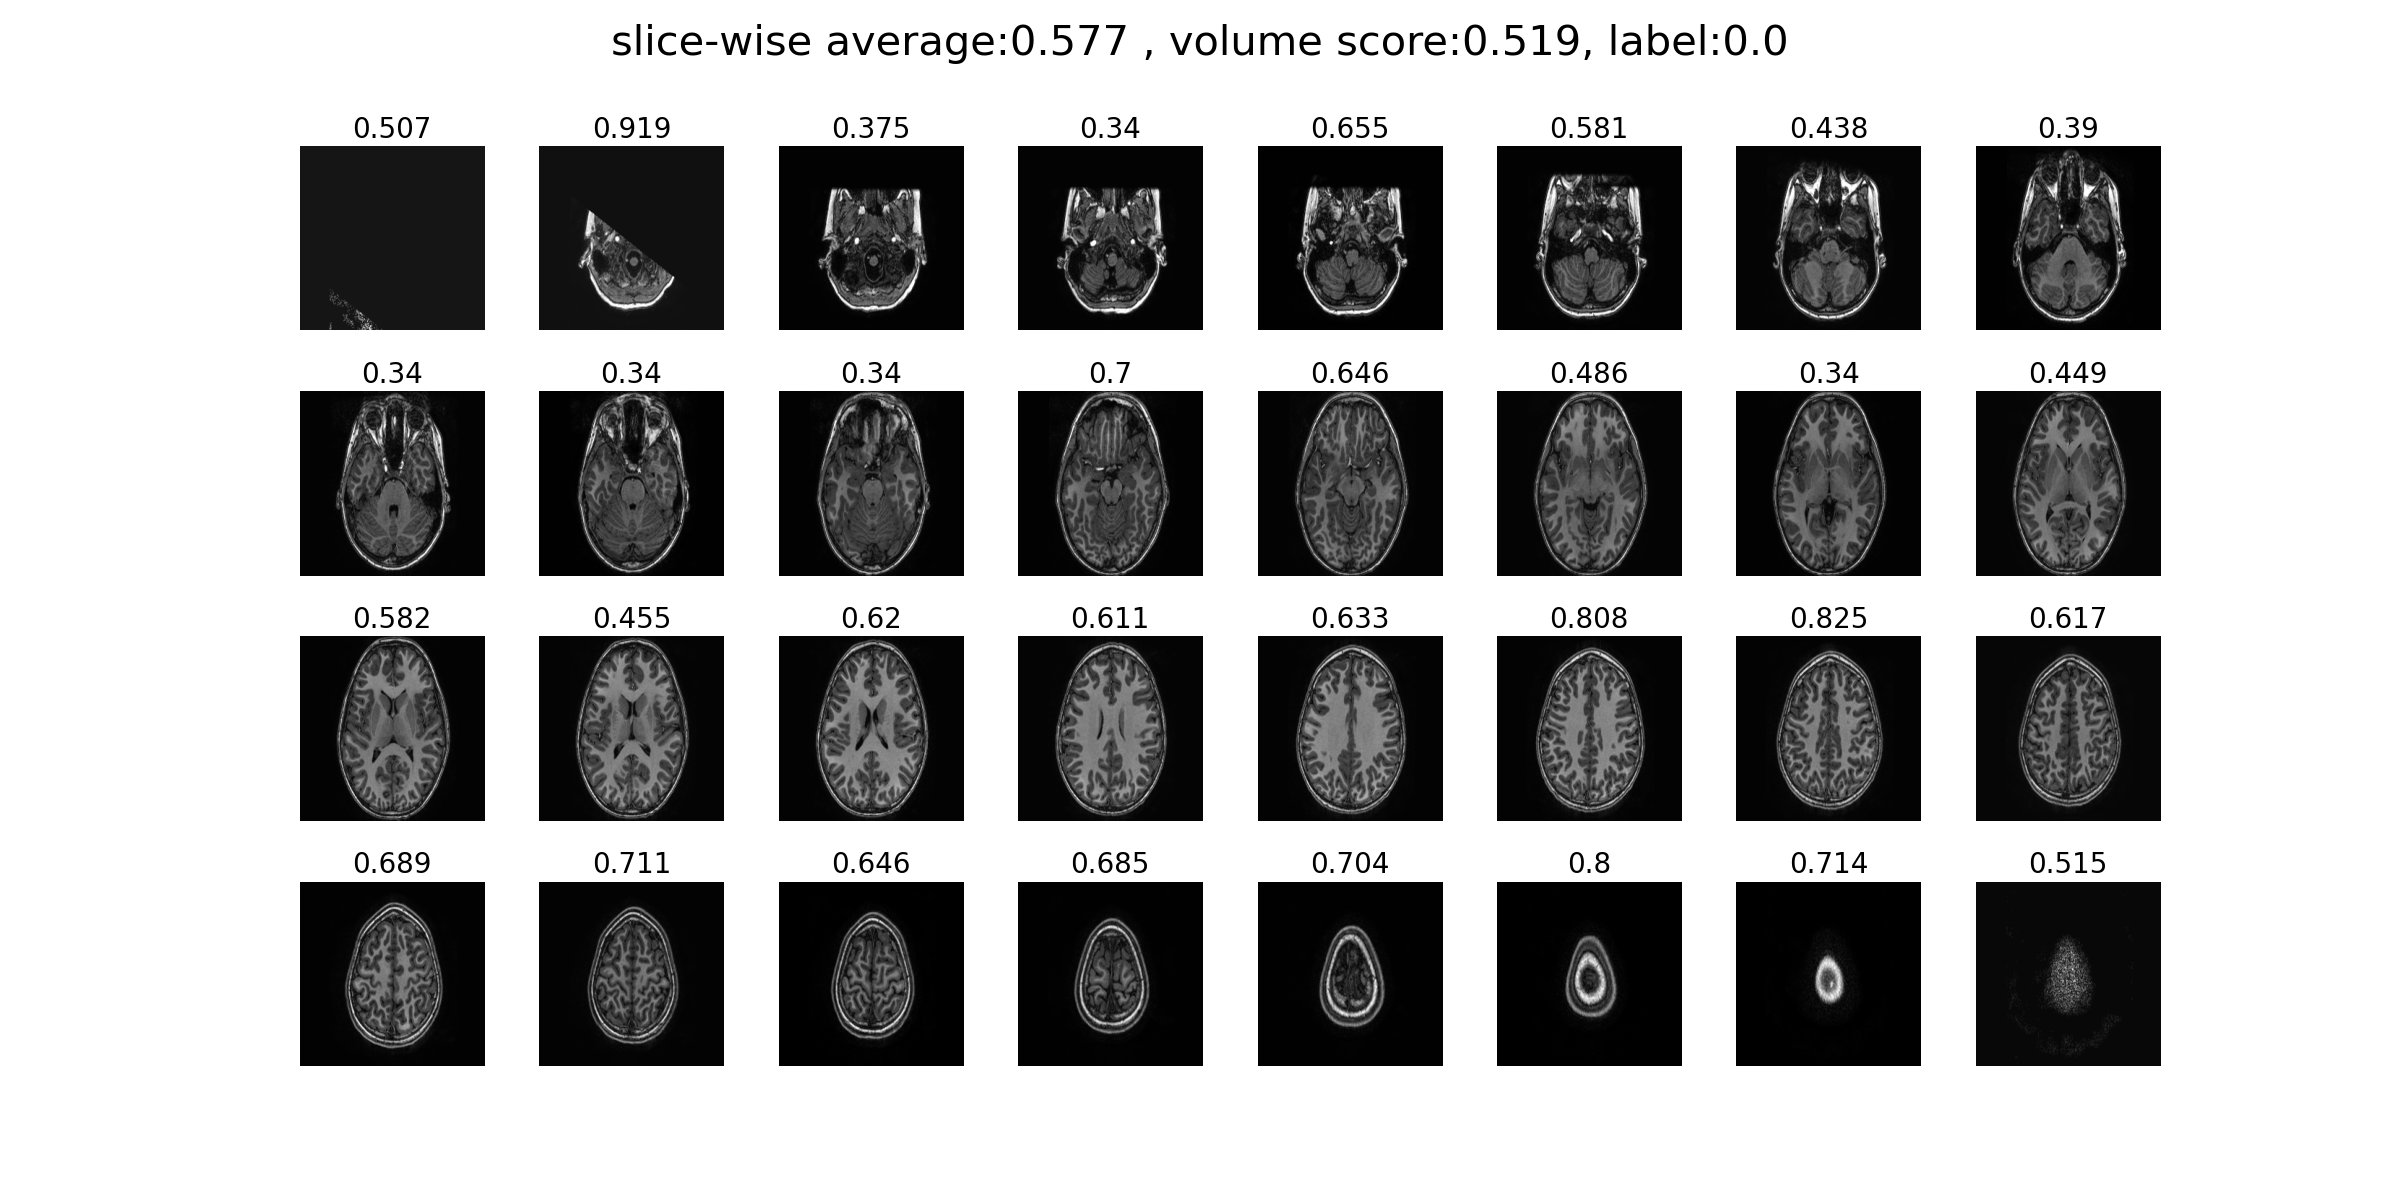 slice-wise average:0.577 , volume score:0.519, label:0.0
0.507 0.919 0.375 0.34 0.655 0.581 0.438 0.39
0.34 0.34 0.34 0.7 0.646 0.486 0.34 0.449
0.582 0.455 0.62 0.611 0.633 0.808 0.825 0.617
0.689 0.711 0.646 0.685 0.704 0.8 0.714 0.515